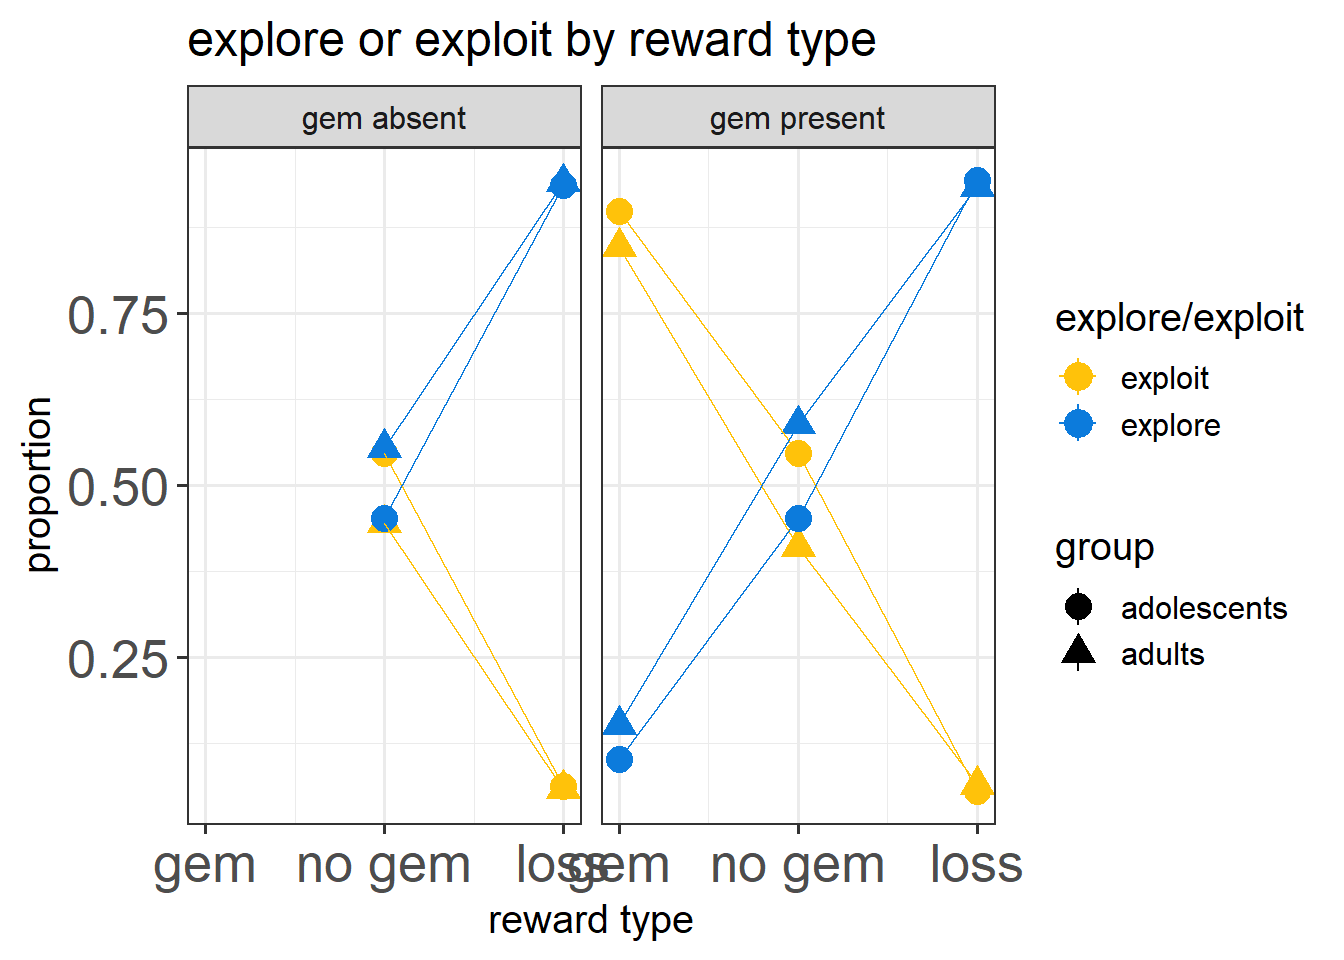 explore or exploit by reward type
gem absent
gem present
proportion
0.75
0.50
0.25
gem
no gem
loss
gem
no gem
loss
reward type
explore/exploit
exploit
explore
group
adolescents
adults